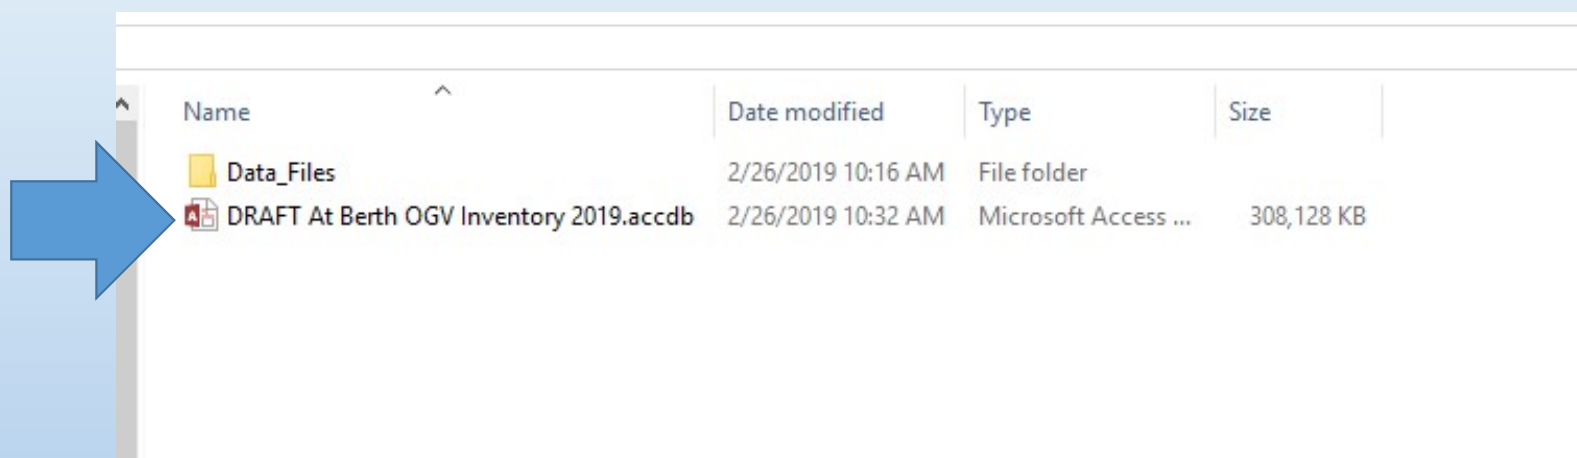 Name Date modified Type Size
Data_Files 2/26/2019 10:16 AM File folder
DRAFT At Berth OGV Inventory 2019.accdb 2/26/2019 10:32 AM Microsoft Access ... 308,128 KB